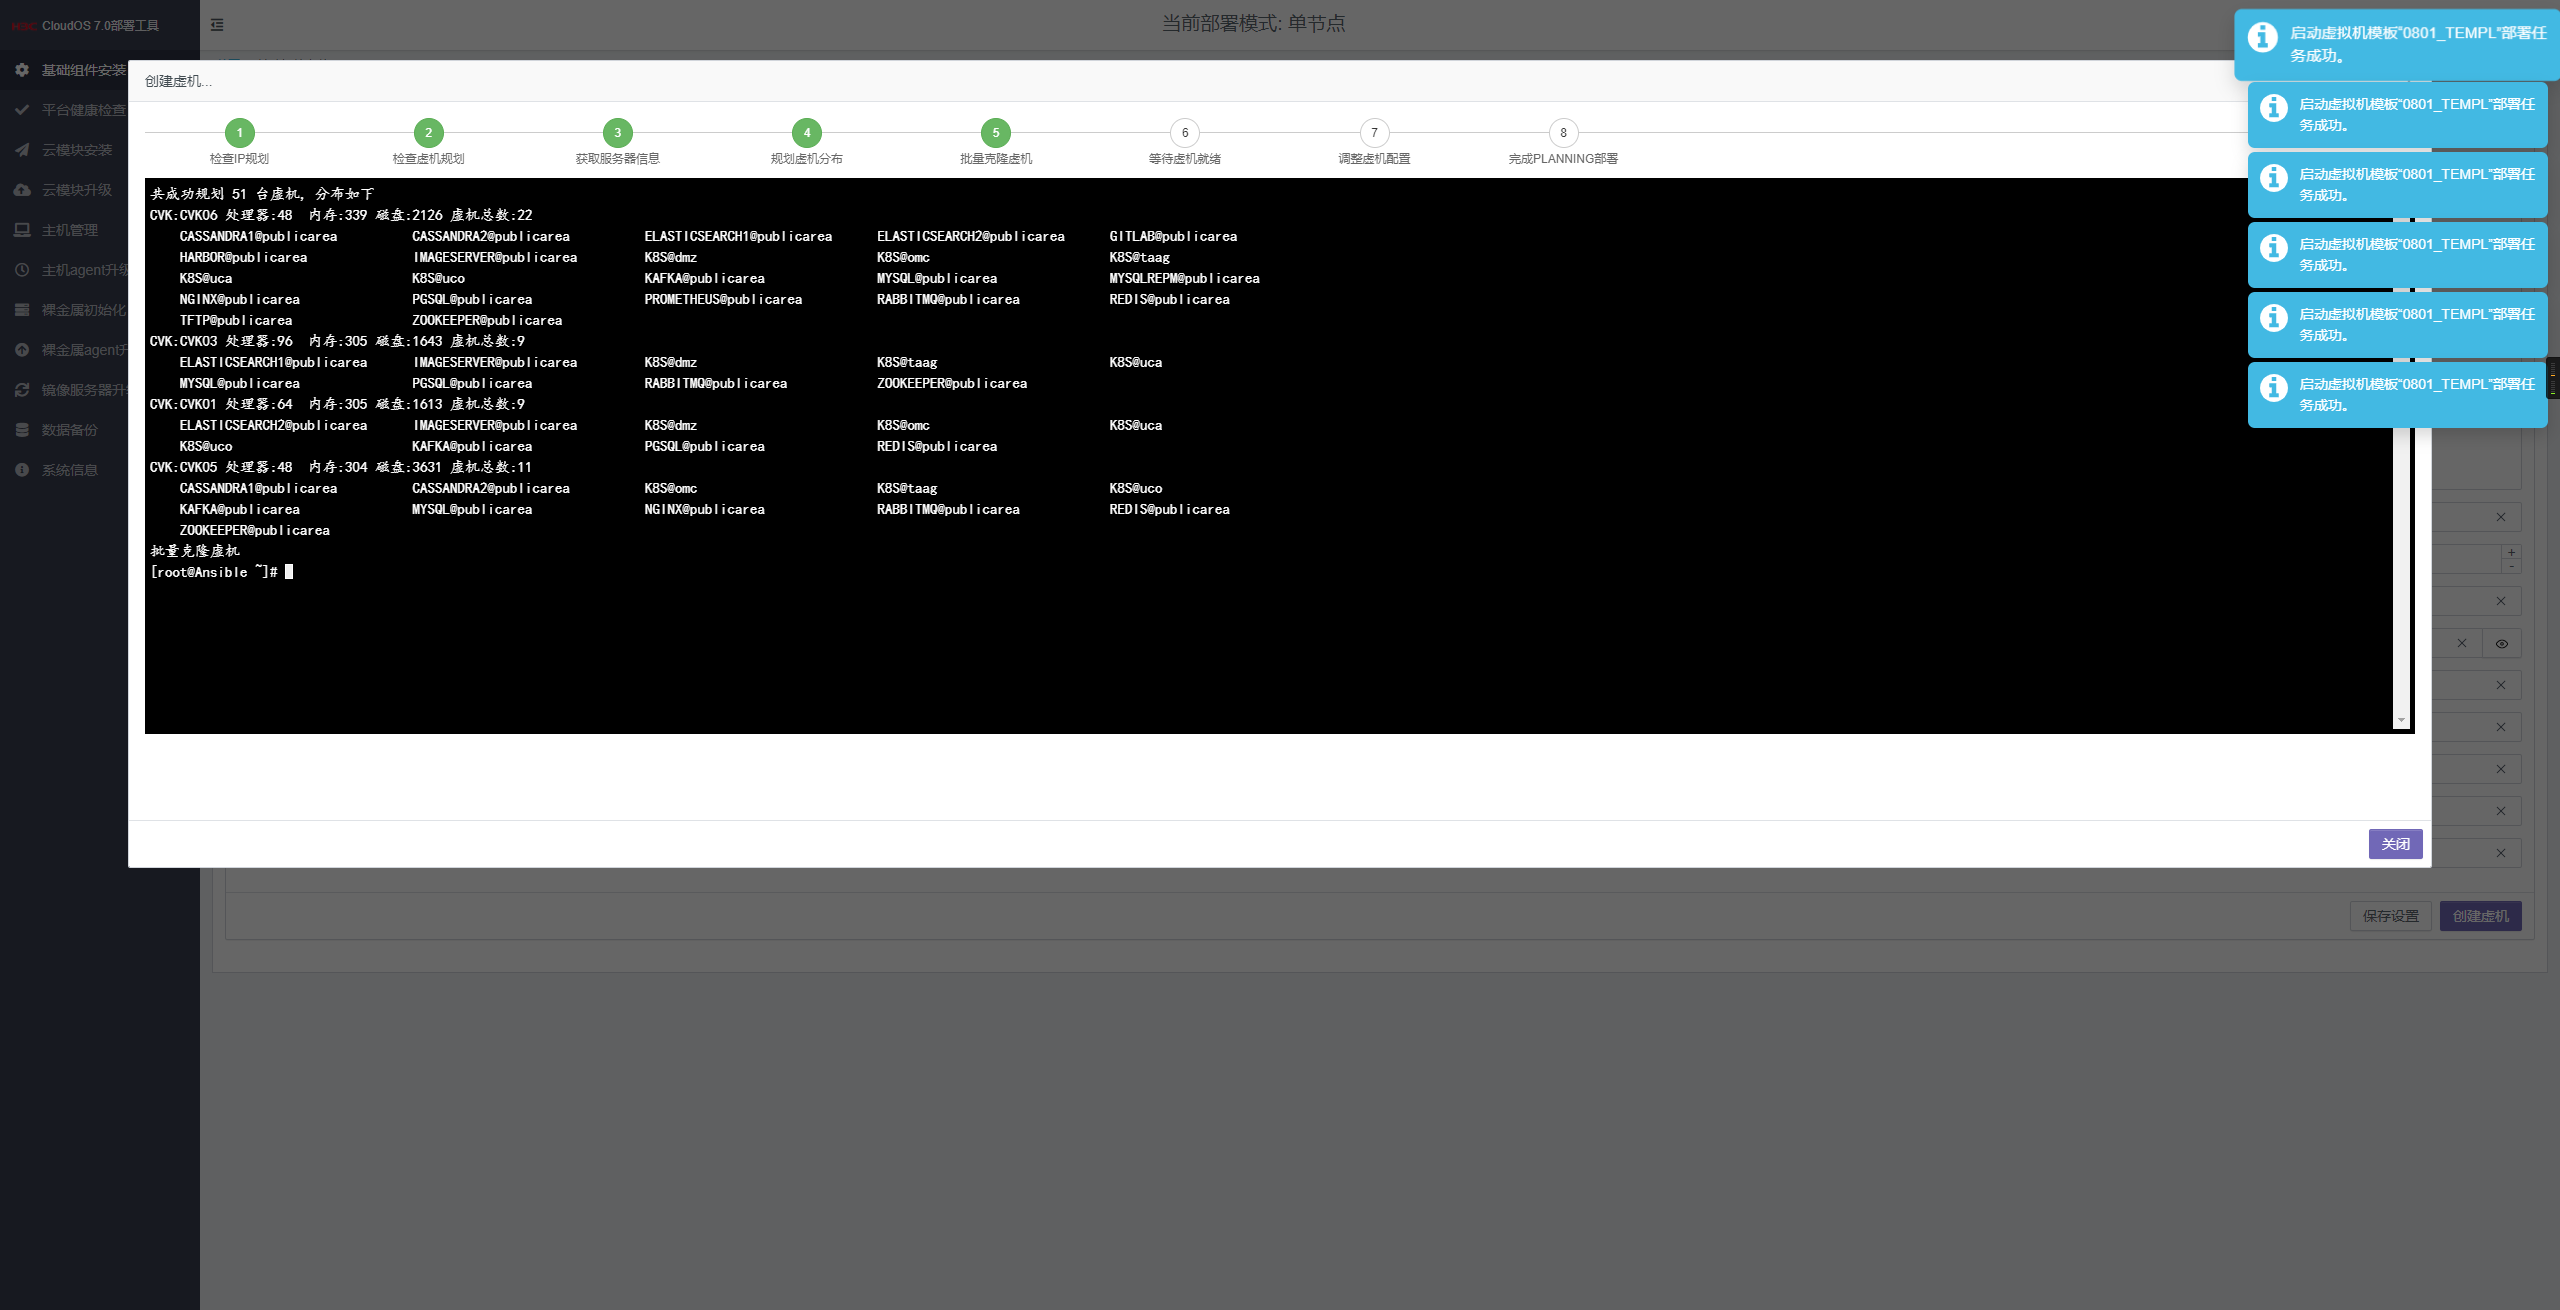 H3C CloudOS 7.0部署工具
当前部署模式: 单节点
基础组件安装
平台健康检查
云模块安装
云模块升级
主机管理
主机agent升级
裸金属初始化
裸金属agent升
镜像服务器升
数据备份
系统信息
创建虚机...
1 2 3 4 5 6 7 8
检查IP规划 检查虚机规划 获取服务器信息 规划虚机分布 批量克隆虚机 等待虚机就绪 调整虚机配置 完成PLANNING部署
共成功规划 51 台虚机, 分布如下
CVK:CVK06 处理器:48 内存:339 磁盘:2126 虚机总数:22
CASSANDRA1@publicarea CASSANDRA2@publicarea ELASTICSEARCH1@publicarea ELASTICSEARCH2@publicarea GITLAB@publicarea
HARBOR@publicarea IMAGESERVER@publicarea K8S@dmz K8S@omc K8S@taag
K8S@uca K8S@uco KAFKA@publicarea MYSQL@publicarea MYSQLREPM@publicarea
NGINX@publicarea PGSQL@publicarea PROMETHEUS@publicarea RABBITMQ@publicarea REDIS@publicarea
TFTP@publicarea ZOOKEEPER@publicarea
CVK:CVK03 处理器:96 内存:305 磁盘:1643 虚机总数:9
ELASTICSEARCH1@publicarea IMAGESERVER@publicarea K8S@dmz K8S@taag K8S@uca
MYSQL@publicarea PGSQL@publicarea RABBITMQ@publicarea ZOOKEEPER@publicarea
CVK:CVK01 处理器:64 内存:305 磁盘:1613 虚机总数:9
ELASTICSEARCH2@publicarea IMAGESERVER@publicarea K8S@dmz K8S@omc K8S@uca
K8S@uco KAFKA@publicarea PGSQL@publicarea REDIS@publicarea
CVK:CVK05 处理器:48 内存:304 磁盘:3631 虚机总数:11
CASSANDRA1@publicarea CASSANDRA2@publicarea K8S@omc K8S@taag K8S@uco
KAFKA@publicarea MYSQL@publicarea NGINX@publicarea RABBITMQ@publicarea REDIS@publicarea
ZOOKEEPER@publicarea
批量克隆虚机
[root@Ansible ~]#
关闭
保存设置 创建虚机
启动虚拟机模板"0801_TEMPL"部署任
务成功。
启动虚拟机模板"0801_TEMPL"部署任
务成功。
启动虚拟机模板"0801_TEMPL"部署任
务成功。
启动虚拟机模板"0801_TEMPL"部署任
务成功。
启动虚拟机模板"0801_TEMPL"部署任
务成功。
启动虚拟机模板"0801_TEMPL"部署任
务成功。